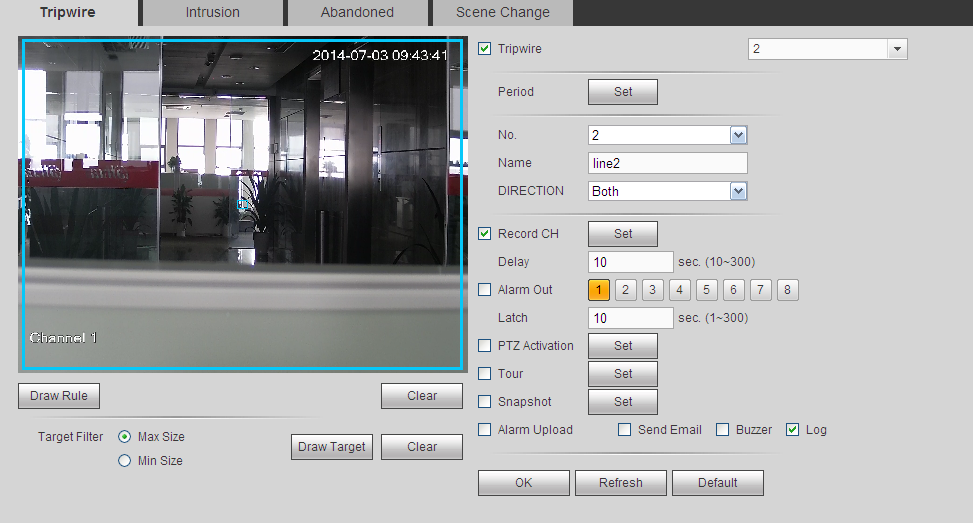 Tripwire Intrusion Abandoned Scene Change
2014-07-03 09:43:41
Channel 1
Draw Rule Clear
Target Filter Max Size Draw Target Clear
Min Size
Tripwire 2
Period Set
No. 2
Name line2
DIRECTION Both
Record CH Set
Delay 10 sec. (10~300)
Alarm Out 1 2 3 4 5 6 7 8
Latch 10 sec. (1~300)
PTZ Activation Set
Tour Set
Snapshot Set
Alarm Upload Send Email Buzzer Log
OK Refresh Default